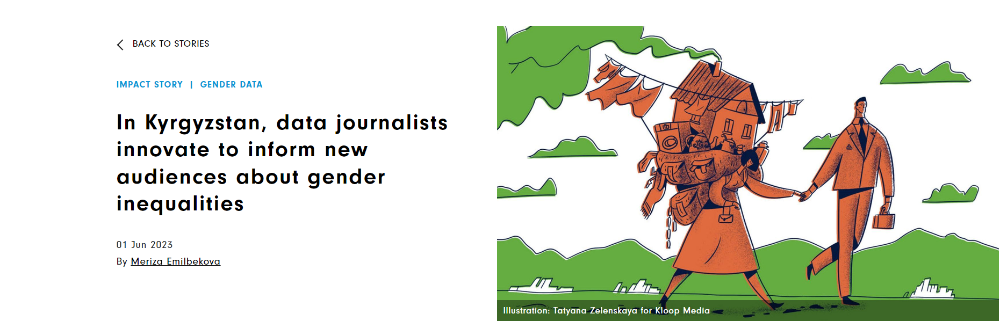 BACK TO STORIES
IMPACT STORY | GENDER DATA
In Kyrgyzstan, data journalists
innovate to inform new
audiences about gender
inequalities
01 Jun 2023
By Meriza Emilbekova
Illustration: Tatyana Zelenskaya for Kloop Media